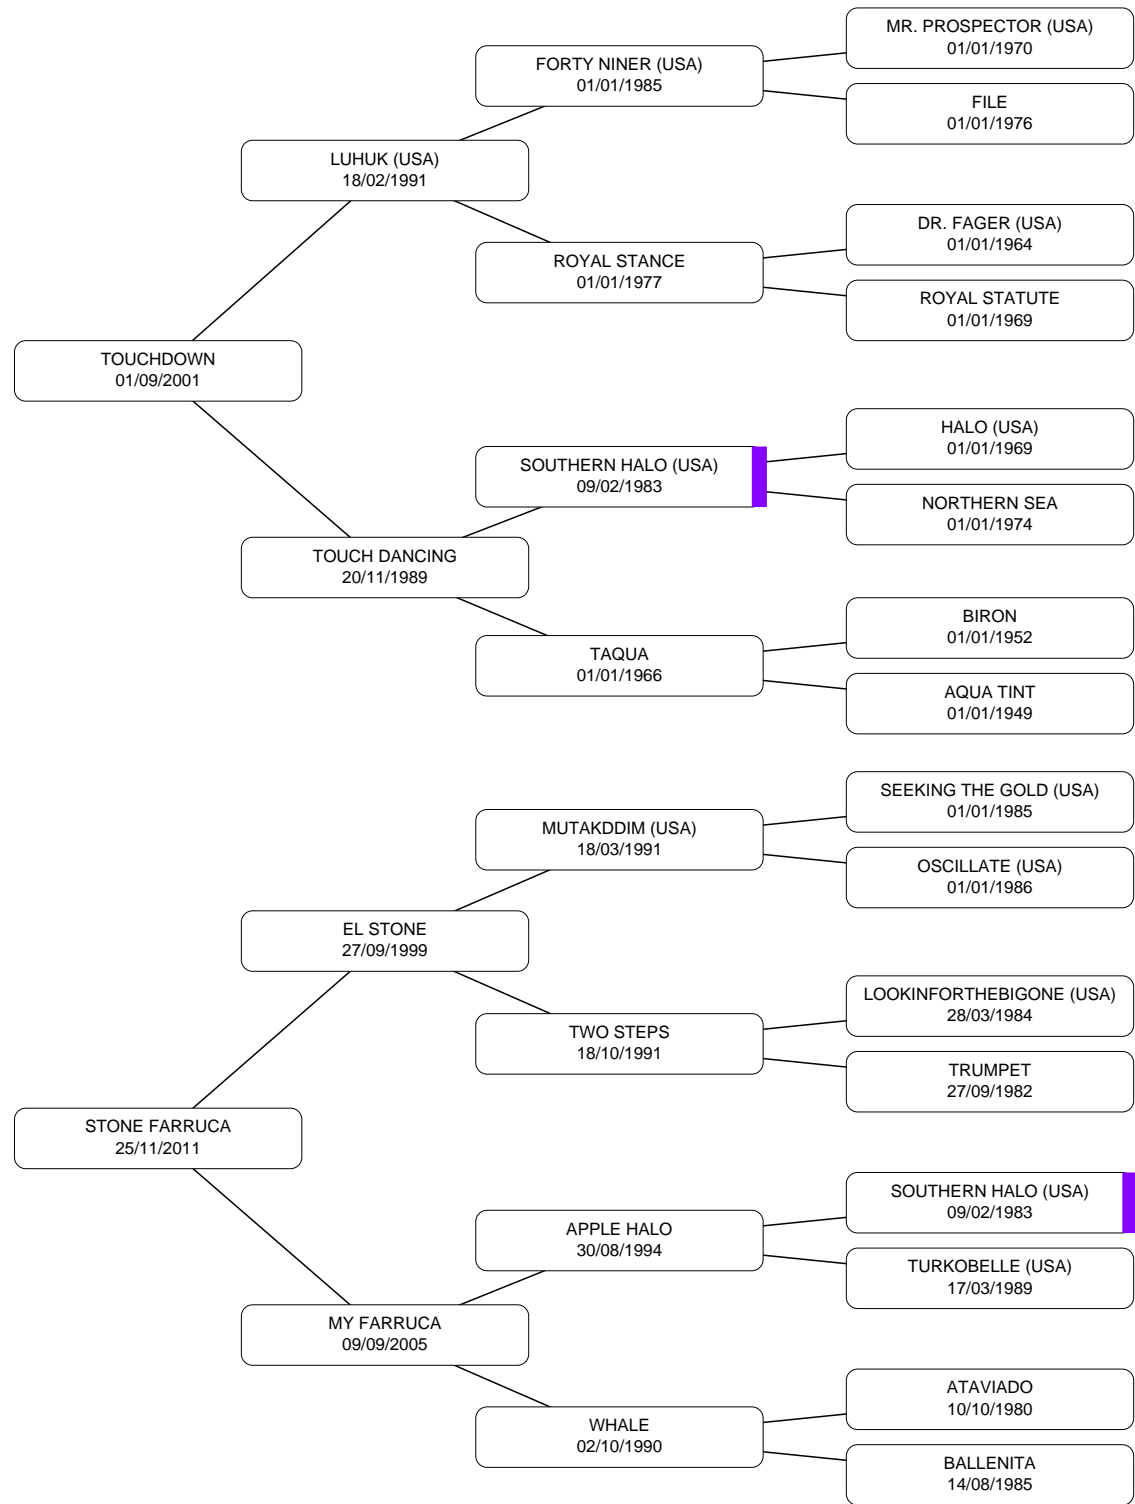 MR. PROSPECTOR (USA)
01/01/1970
FORTY NINER (USA)
01/01/1985
FILE
01/01/1976
LUHUK (USA)
18/02/1991
DR. FAGER (USA)
01/01/1964
ROYAL STANCE
01/01/1977
ROYAL STATUTE
01/01/1969
TOUCHDOWN
01/09/2001
HALO (USA)
01/01/1969
SOUTHERN HALO (USA)
09/02/1983
NORTHERN SEA
01/01/1974
TOUCH DANCING
20/11/1989
BIRON
01/01/1952
TAQUA
01/01/1966
AQUA TINT
01/01/1949
SEEKING THE GOLD (USA)
01/01/1985
MUTAKDDIM (USA)
18/03/1991
OSCILLATE (USA)
01/01/1986
EL STONE
27/09/1999
LOOKINFORTHEBIGONE (USA)
28/03/1984
TWO STEPS
18/10/1991
TRUMPET
27/09/1982
STONE FARRUCA
25/11/2011
SOUTHERN HALO (USA)
09/02/1983
APPLE HALO
30/08/1994
TURKOBELLE (USA)
17/03/1989
MY FARRUCA
09/09/2005
ATAVIADO
10/10/1980
WHALE
02/10/1990
BALLENITA
14/08/1985